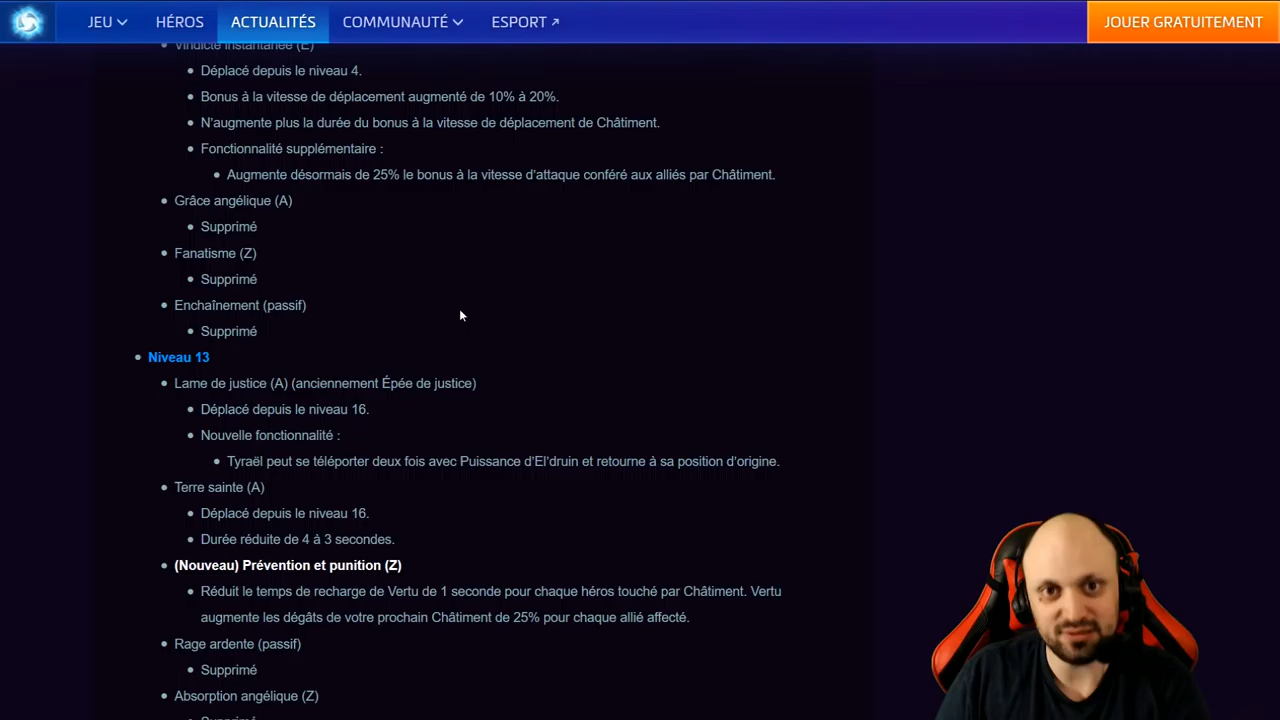 JEU HÉROS ACTUALITÉS COMMUNAUTÉ ESPORT JOUER GRATUITEMENT
Vindicte instantanée (E)
Déplacé depuis le niveau 4.
Bonus à la vitesse de déplacement augmenté de 10% à 20%.
N'augmente plus la durée du bonus à la vitesse de déplacement de Châtiment.
Fonctionnalité supplémentaire :
Augmente désormais de 25% le bonus à la vitesse d'attaque conféré aux alliés par Châtiment.
Grâce angélique (A)
Supprimé
Fanatisme (Z)
Supprimé
Enchaînement (passif)
Supprimé
Niveau 13
Lame de justice (A) (anciennement Épée de justice)
Déplacé depuis le niveau 16.
Nouvelle fonctionnalité :
Tyraël peut se téléporter deux fois avec Puissance d'El'druin et retourne à sa position d'origine.
Terre sainte (A)
Déplacé depuis le niveau 16.
Durée réduite de 4 à 3 secondes.
(Nouveau) Prévention et punition (Z)
Réduit le temps de recharge de Vertu de 1 seconde pour chaque héros touché par Châtiment. Vertu
augmente les dégâts de votre prochain Châtiment de 25% pour chaque allié affecté.
Rage ardente (passif)
Supprimé
Absorption angélique (Z)
Supprimé